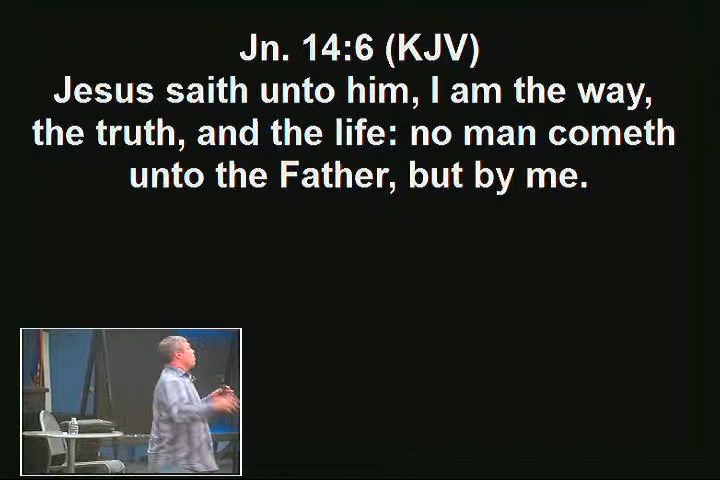 Jn. 14:6 (KJV)
Jesus saith unto him, I am the way,
the truth, and the life: no man cometh
unto the Father, but by me.